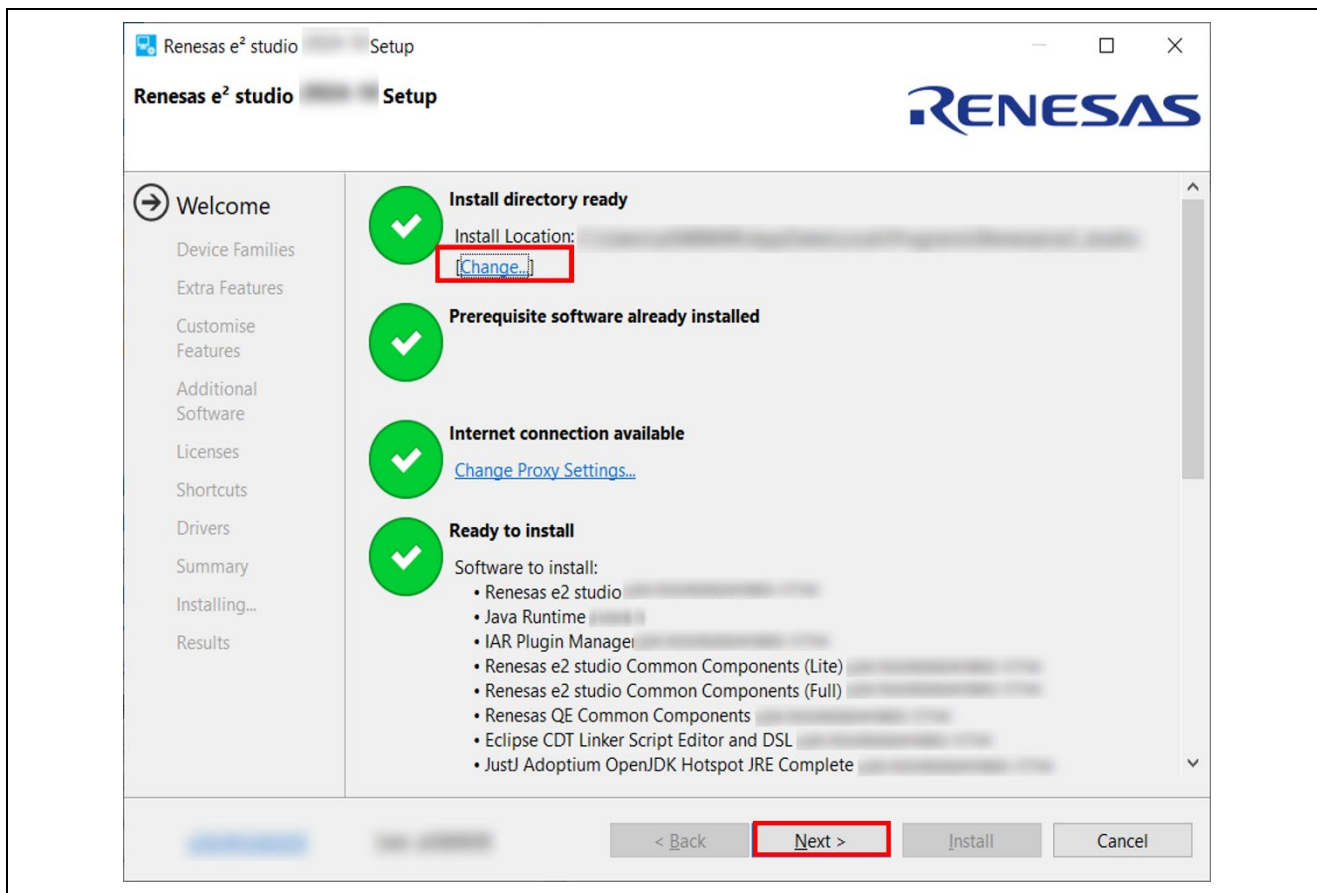 Renesas e² studio Setup
Renesas e² studio Setup
RENESAS
Welcome
Device Families
Extra Features
Customise
Features
Additional
Software
Licenses
Shortcuts
Drivers
Summary
Installing...
Results
Install directory ready
Install Location:
[Change...]
Prerequisite software already installed
Internet connection available
Change Proxy Settings...
Ready to install
Software to install:
• Renesas e2 studio
• Java Runtime
• IAR Plugin Manager
• Renesas e2 studio Common Components (Lite)
• Renesas e2 studio Common Components (Full)
• Renesas QE Common Components
• Eclipse CDT Linker Script Editor and DSL
• JustJ Adoptium OpenJDK Hotspot JRE Complete
< Back
Next >
Install
Cancel